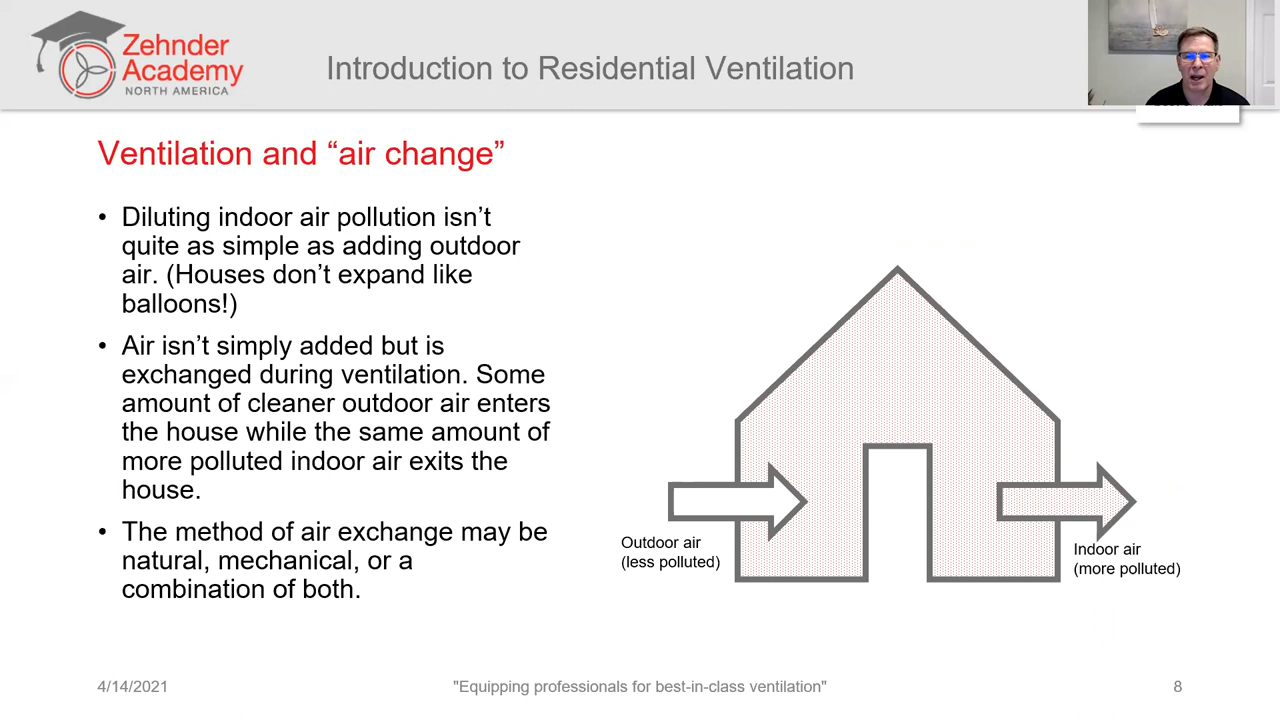 Zehnder
Academy
NORTH AMERICA
Introduction to Residential Ventilation
Ventilation and “air change”
• Diluting indoor air pollution isn’t
quite as simple as adding outdoor
air. (Houses don’t expand like
balloons!)
• Air isn’t simply added but is
exchanged during ventilation. Some
amount of cleaner outdoor air enters
the house while the same amount of
more polluted indoor air exits the
house.
• The method of air exchange may be
natural, mechanical, or a
combination of both.
Outdoor air
(less polluted)
Indoor air
(more polluted)
4/14/2021
"Equipping professionals for best-in-class ventilation"
8